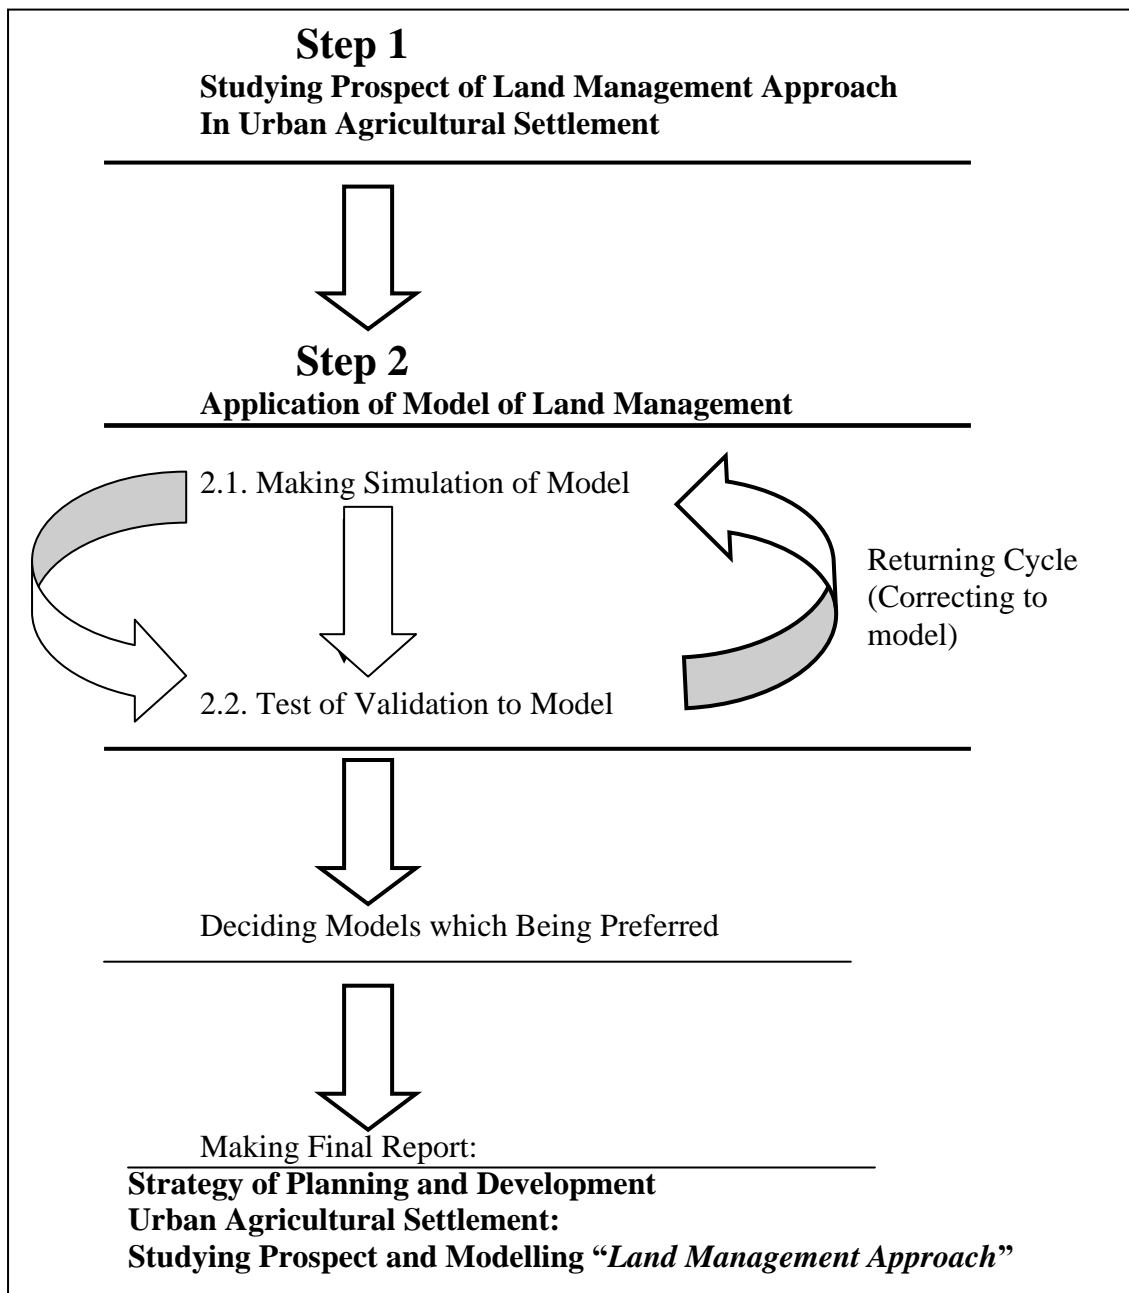 Step 1
Studying Prospect of Land Management Approach
In Urban Agricultural Settlement
Step 2
Application of Model of Land Management
2.1. Making Simulation of Model
Returning Cycle
(Correcting to
model)
2.2. Test of Validation to Model
Deciding Models which Being Preferred
Making Final Report:
Strategy of Planning and Development
Urban Agricultural Settlement:
Studying Prospect and Modelling “Land Management Approach”